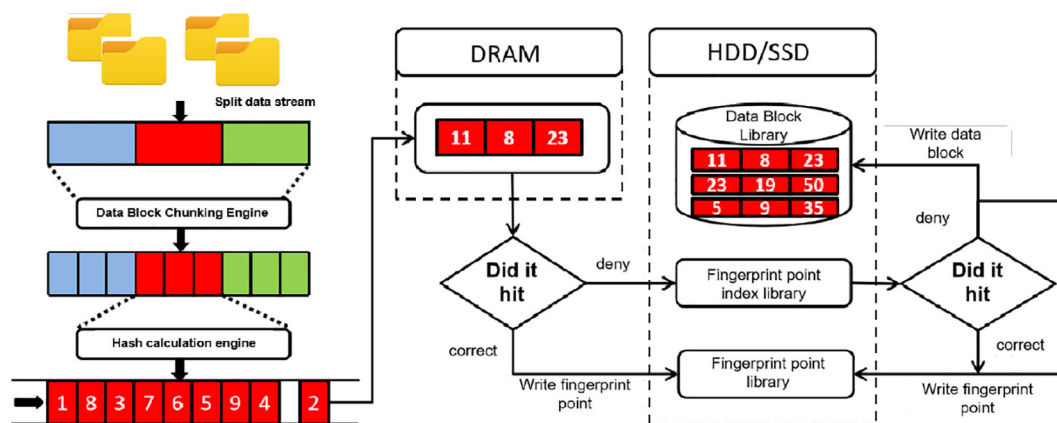 Split data stream
Data Block Chunking Engine
Hash calculation engine
1 8 3 7 6 5 9 4 2
DRAM
11 8 23
Did it
hit
deny
correct
Write fingerprint
point
HDD/SSD
Data Block
Library
11 8 23
23 19 50
5 9 35
Fingerprint point
index library
Fingerprint point
library
Write data
block
deny
Did it
hit
correct
Write fingerprint
point